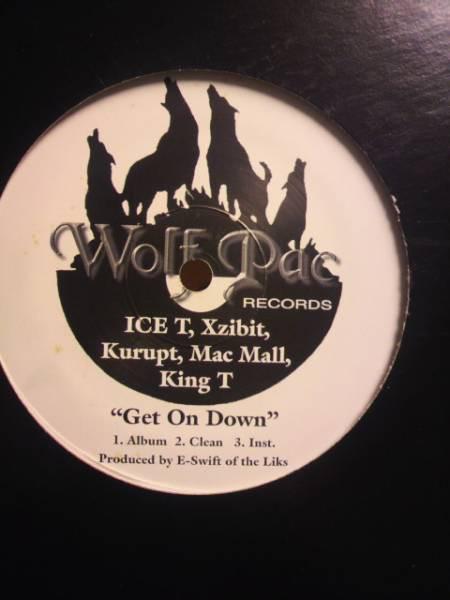 Wolf Pac
RECORDS
ICE T, Xzibit,
Kurupt, Mac Mall,
King T
“Get On Down”
1. Album 2. Clean 3. Inst.
Produced by E-Swift of the Liks